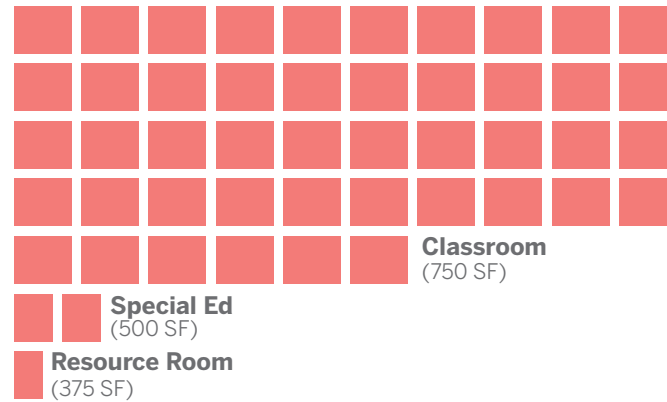 Classroom
(750 SF)
Special Ed
(500 SF)
Resource Room
(375 SF)